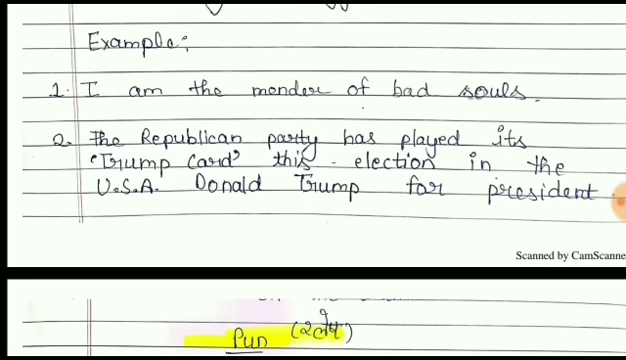 Example:
1. I am the mender of bad souls.
2. The Republican party has played its
"Trump Card" this election in the
U.S.A. Donald Trump for president
Scanned by CamScanne
Pun (श्लेष)